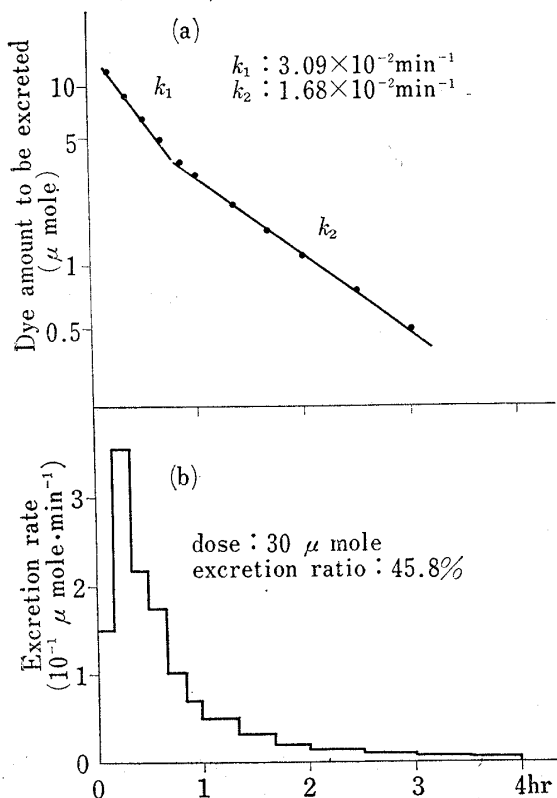 (a)
k₁ : 3.09×10⁻²min⁻¹
k₂ : 1.68×10⁻²min⁻¹
10
5
1
0.5
k₁
k₂
Dye amount to be excreted
(μ mole)
(b)
dose : 30 μ mole
excretion ratio : 45.8%
3
2
1
0
Excretion rate
(10⁻¹ μ mole·min⁻¹)
0 1 2 3 4hr